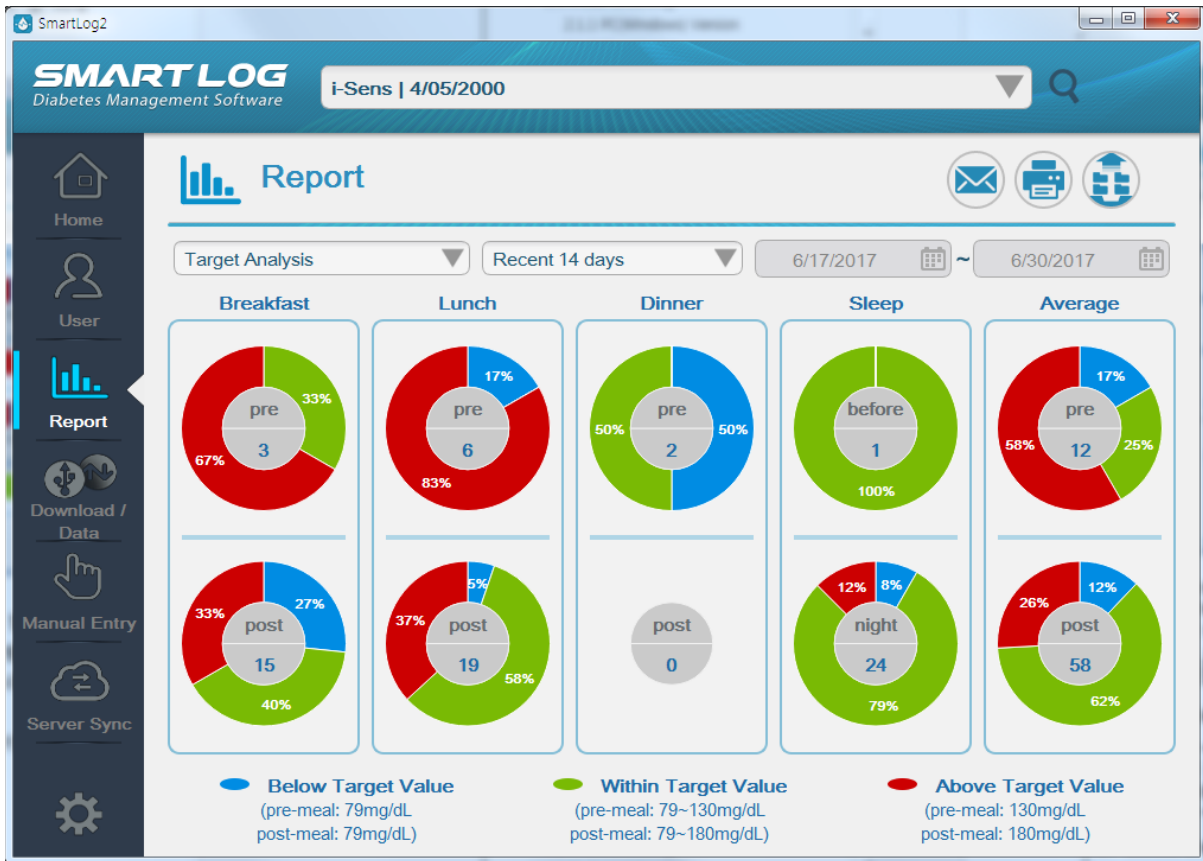 SmartLog2
SMART LOG
Diabetes Management Software
i-Sens | 4/05/2000
Home
User
Report
Download /
Data
Manual Entry
Server Sync
Report
Target Analysis
Recent 14 days
6/17/2017
~
6/30/2017
Breakfast
Lunch
Dinner
Sleep
Average
33%
pre
3
67%
17%
pre
6
83%
50%
pre
2
50%
before
1
100%
17%
58%
pre
12
25%
33%
27%
post
15
40%
5%
37%
post
19
58%
post
0
12%
8%
night
24
79%
26%
12%
post
58
62%
Below Target Value
(pre-meal: 79mg/dL
post-meal: 79mg/dL)
Within Target Value
(pre-meal: 79~130mg/dL
post-meal: 79~180mg/dL)
Above Target Value
(pre-meal: 130mg/dL
post-meal: 180mg/dL)